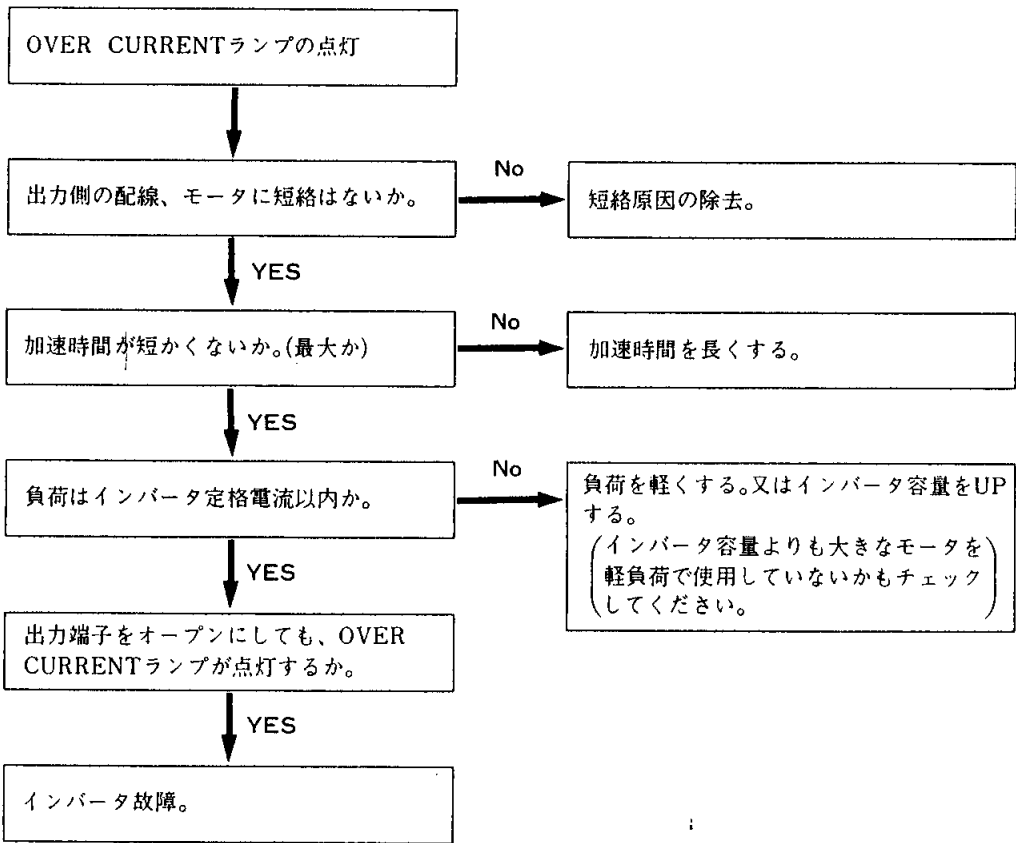 OVER CURRENTランプの点灯
出力側の配線、モータに短絡はないか。
No
短絡原因の除去。
YES
加速時間が短かくないか。(最大か)
No
加速時間を長くする。
YES
負荷はインバータ定格電流以内か。
No
負荷を軽くする。又はインバータ容量をUP
する。
(インバータ容量よりも大きなモータを
軽負荷で使用していないかもチェック
してください。)
YES
出力端子をオープンにしても、OVER
CURRENTランプが点灯するか。
YES
インバータ故障。